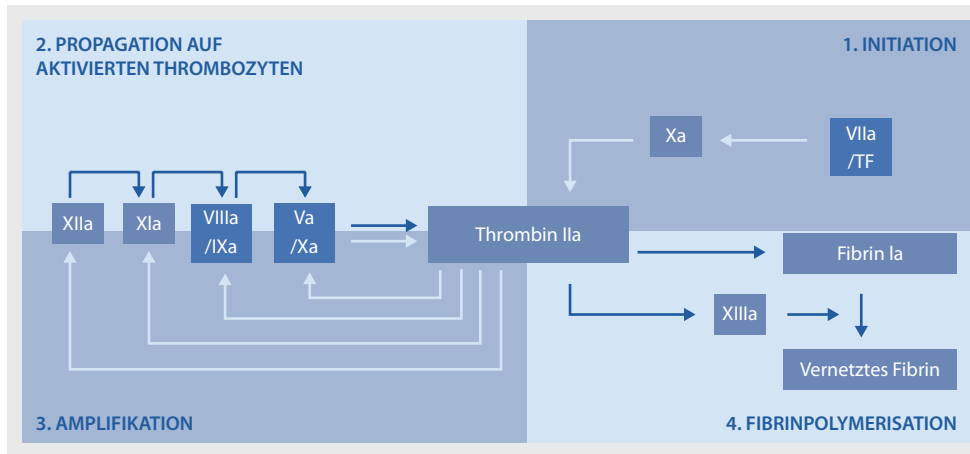 2. PROPAGATION AUF
AKTIVIERTEN THROMBOZYTEN
1. INITIATION
Xa
VIIa
/TF
XIIa
XIa
VIIIa
/IXa
Va
/Xa
Thrombin IIa
Fibrin Ia
XIIIa
Vernetztes Fibrin
3. AMPLIFIKATION
4. FIBRINPOLYMERISATION